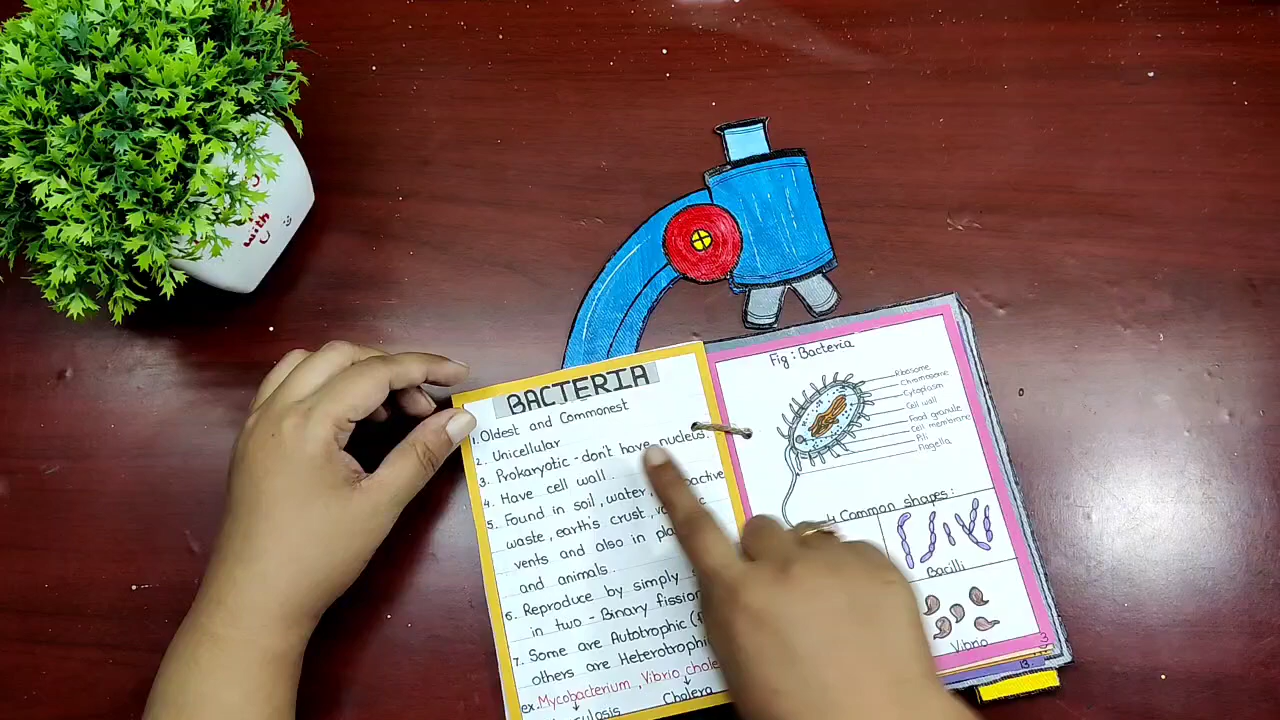 with
BACTERIA
1. Oldest and Commonest
2. Unicellular
3. Prokaryotic - don't have nucleus.
4. Have cell wall.
5. Found in soil, water,
waste, earth's crust,
vents and also in
and animals.
6. Reproduce by simply
in two - Binary fission
7. Some are Autotrophic
others are Heterotrophic
ex. Mycobacterium, Vibrio
Cholera
Fig : Bacteria
Ribosome
Chromosome
Cytoplasm
Cell wall
Food granule
Cell membrane
Pili
Flagella
4 Common shapes :
Bacilli
Vibrio